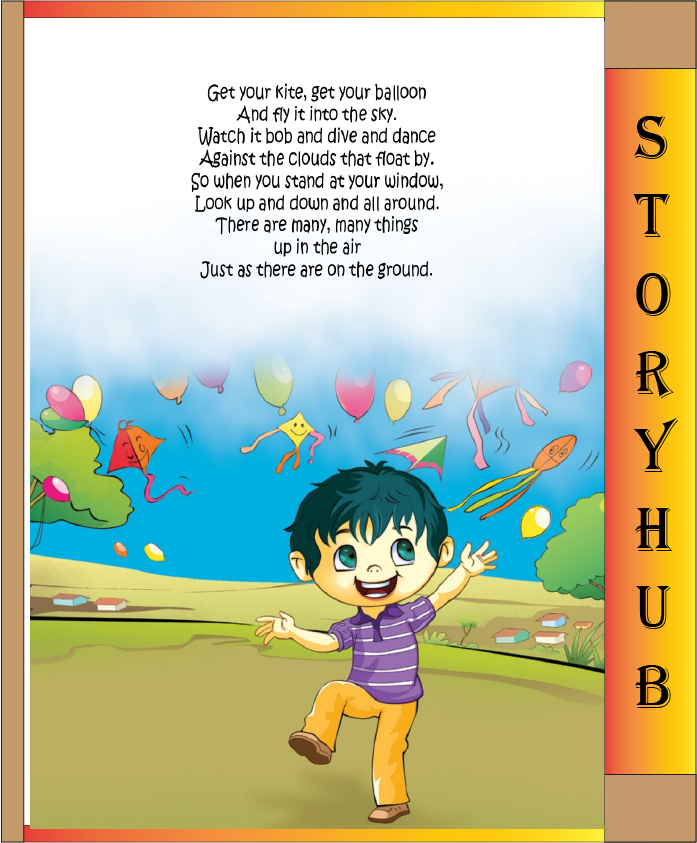 Get your kite, get your balloon
And fly it into the sky.
Watch it bob and dive and dance
Against the clouds that float by.
So when you stand at your window,
Look up and down and all around.
There are many, many things
up in the air
Just as there are on the ground.
STORYHUB